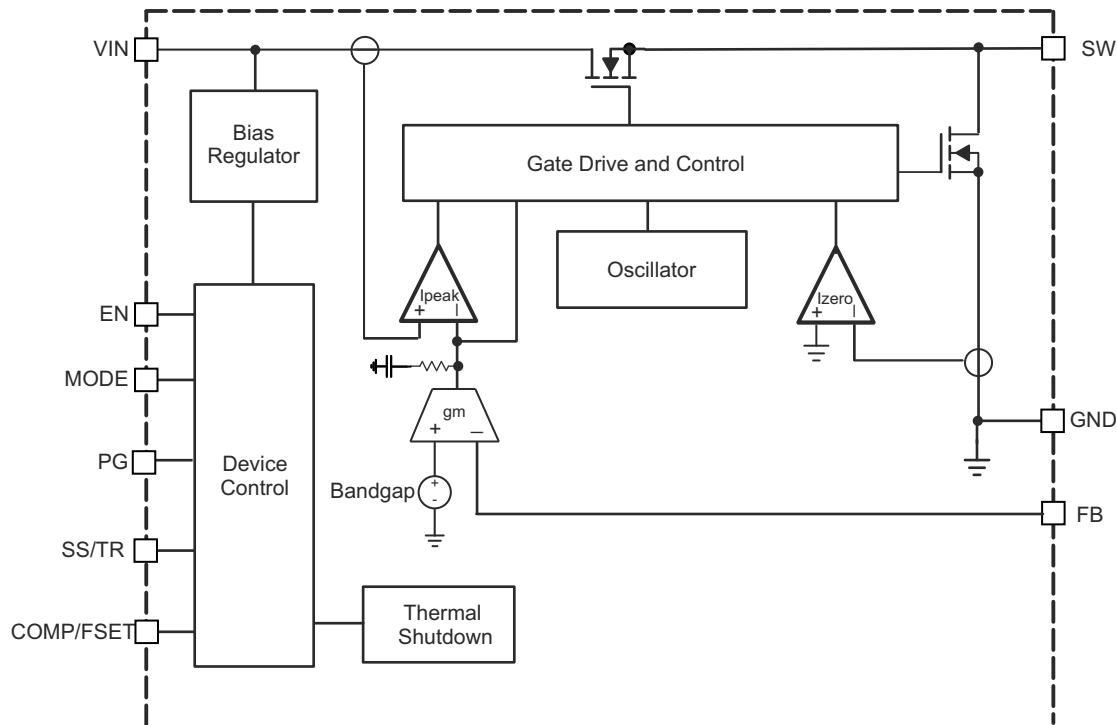 VIN
SW
Bias
Regulator
Gate Drive and Control
Oscillator
Ipeak
+ –
Izero
+ –
EN
MODE
GND
gm
+ –
PG
Device
Control
Bandgap
+
-
FB
SS/TR
COMP/FSET
Thermal
Shutdown